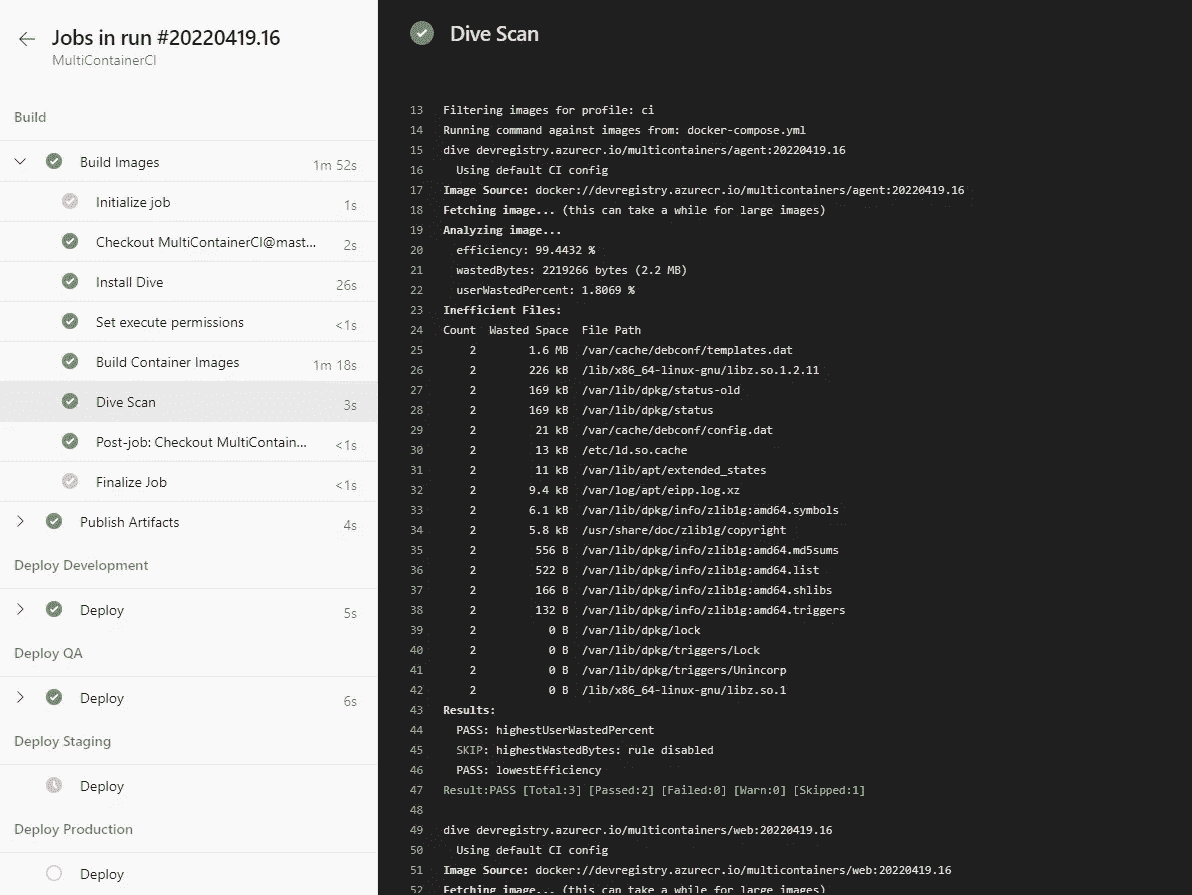 Jobs in run #20220419.16
MultiContainerCI
Build
Build Images 1m 52s
Initialize job 1s
Checkout MultiContainerCI@mast... 2s
Install Dive 26s
Set execute permissions <1s
Build Container Images 1m 18s
Dive Scan 3s
Post-job: Checkout MultiContain... <1s
Finalize Job <1s
Publish Artifacts 4s
Deploy Development
Deploy 5s
Deploy QA
Deploy 6s
Deploy Staging
Deploy
Deploy Production
Deploy
Dive Scan
13 Filtering images for profile: ci
14 Running command against images from: docker-compose.yml
15 dive devregistry.azurecr.io/multicontainers/agent:20220419.16
16 Using default CI config
17 Image Source: docker://devregistry.azurecr.io/multicontainers/agent:20220419.16
18 Fetching image... (this can take a while for large images)
19 Analyzing image...
20 efficiency: 99.4432 %
21 wastedBytes: 2219266 bytes (2.2 MB)
22 userWastedPercent: 1.8069 %
23 Inefficient Files:
24 Count Wasted Space File Path
25 2 1.6 MB /var/cache/debconf/templates.dat
26 2 226 kB /lib/x86_64-linux-gnu/libz.so.1.2.11
27 2 169 kB /var/lib/dpkg/status-old
28 2 169 kB /var/lib/dpkg/status
29 2 21 kB /var/cache/debconf/config.dat
30 2 13 kB /etc/ld.so.cache
31 2 11 kB /var/lib/apt/extended_states
32 2 9.4 kB /var/log/apt/eipp.log.xz
33 2 6.1 kB /var/lib/dpkg/info/zlib1g:amd64.symbols
34 2 5.8 kB /usr/share/doc/zlib1g/copyright
35 2 556 B /var/lib/dpkg/info/zlib1g:amd64.md5sums
36 2 522 B /var/lib/dpkg/info/zlib1g:amd64.list
37 2 166 B /var/lib/dpkg/info/zlib1g:amd64.shlibs
38 2 132 B /var/lib/dpkg/info/zlib1g:amd64.triggers
39 2 0 B /var/lib/dpkg/lock
40 2 0 B /var/lib/dpkg/triggers/Lock
41 2 0 B /var/lib/dpkg/triggers/Unincorp
42 2 0 B /lib/x86_64-linux-gnu/libz.so.1
43 Results:
44 PASS: highestUserWastedPercent
45 SKIP: highestWastedBytes: rule disabled
46 PASS: lowestEfficiency
47 Result:PASS [Total:3] [Passed:2] [Failed:0] [Warn:0] [Skipped:1]
48
49 dive devregistry.azurecr.io/multicontainers/web:20220419.16
50 Using default CI config
51 Image Source: docker://devregistry.azurecr.io/multicontainers/web:20220419.16
52 Fetching image... (this can take a while for large images)